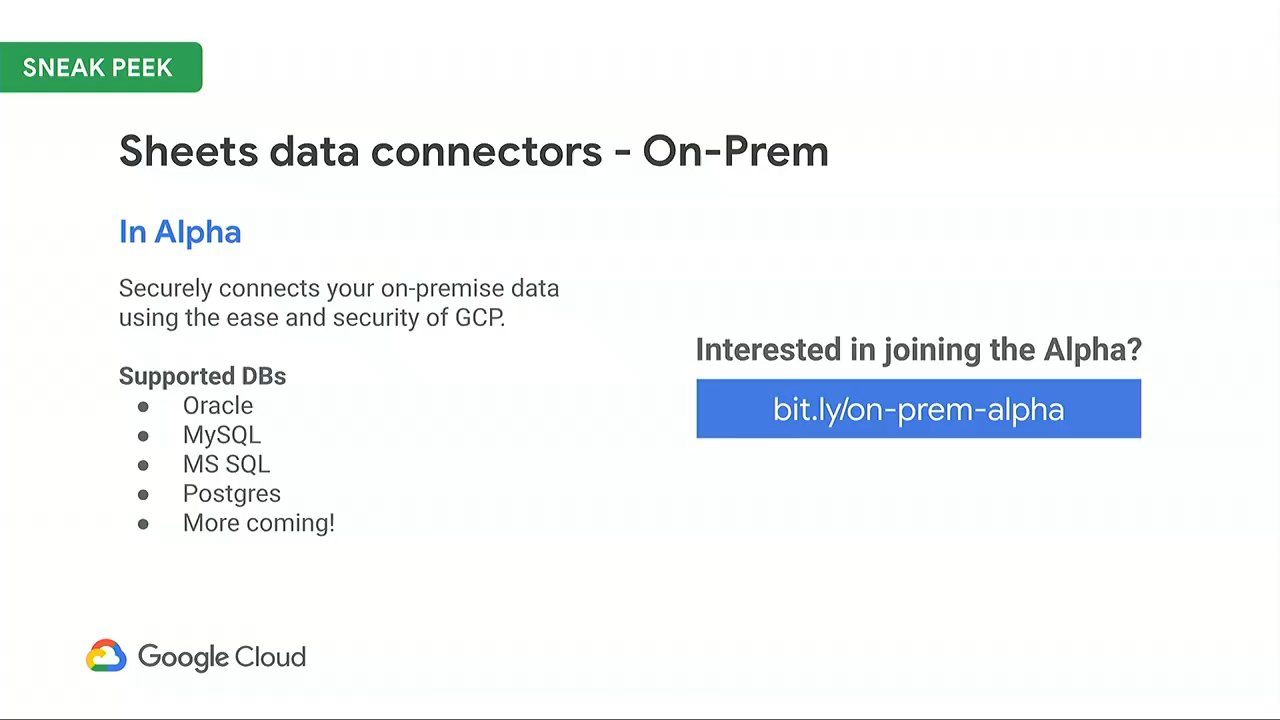 SNEAK PEEK
Sheets data connectors - On-Prem
In Alpha
Securely connects your on-premise data
using the ease and security of GCP.
Supported DBs
● Oracle
● MySQL
● MS SQL
● Postgres
● More coming!
Interested in joining the Alpha?
bit.ly/on-prem-alpha
Google Cloud